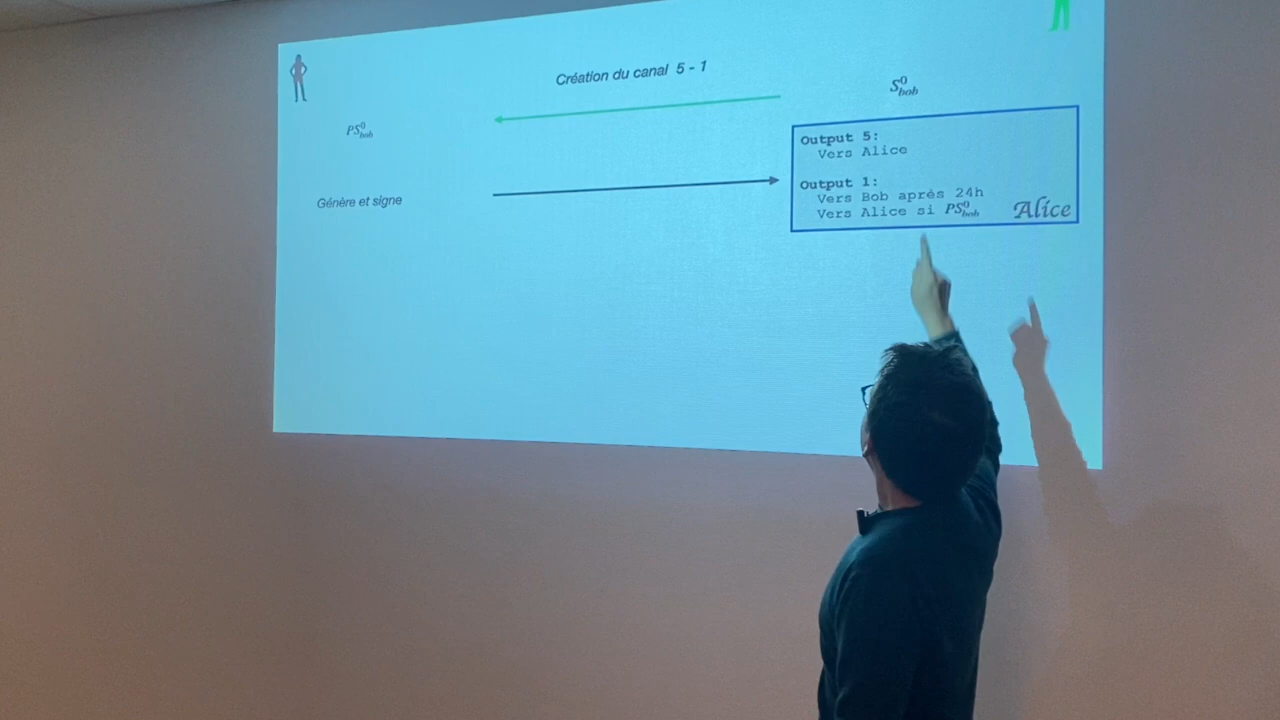 Création du canal 5 - 1
S⁰bob
PS⁰bob
Output 5:
Vers Alice
Output 1:
Génère et signe
Vers Bob après 24h
Vers Alice si PS⁰bob
Alice